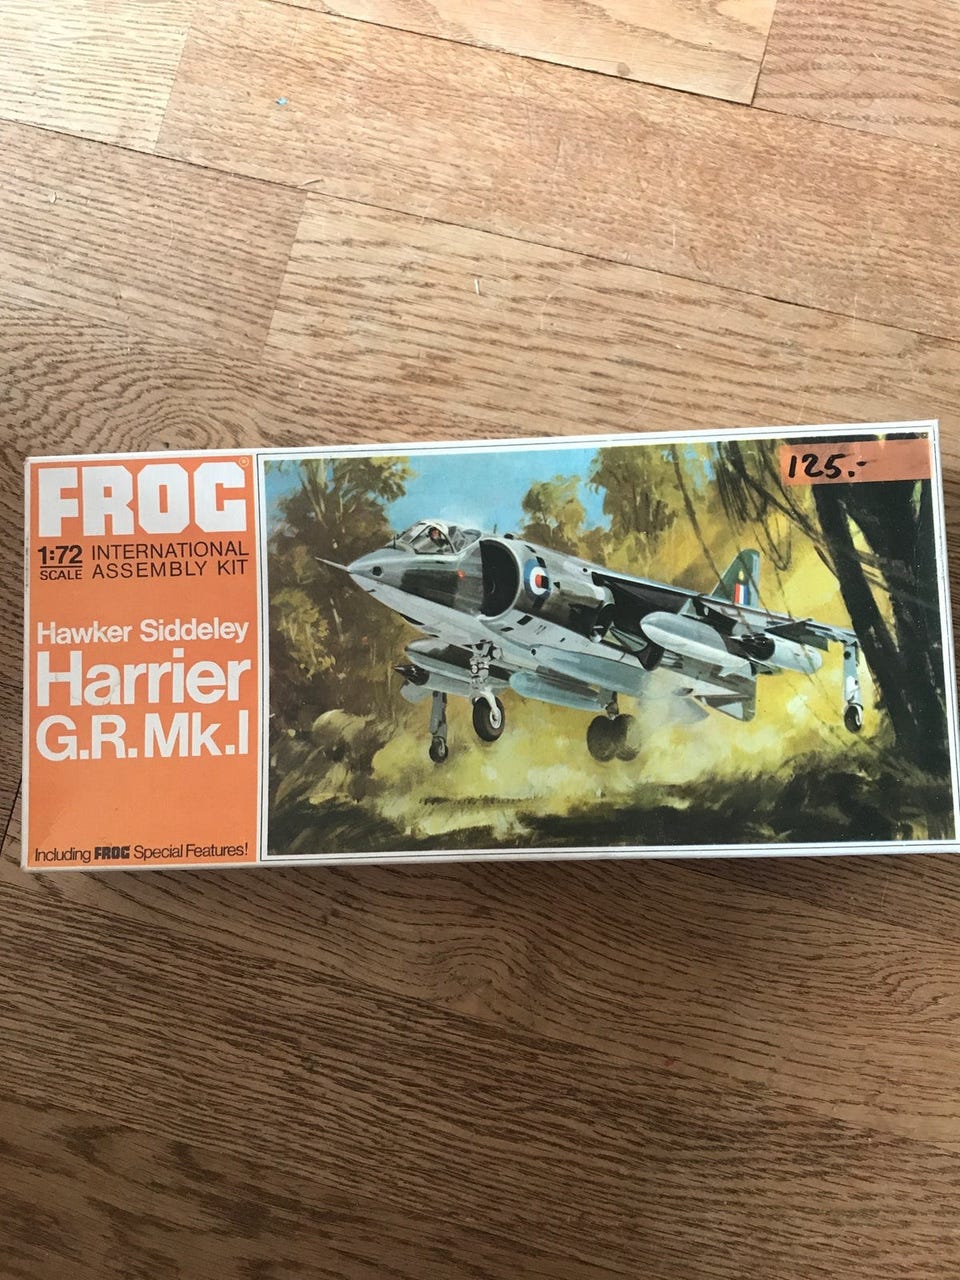 FROG®
1:72 INTERNATIONAL
SCALE ASSEMBLY KIT
Hawker Siddeley
Harrier
G.R.Mk.I
Including FROG Special Features!
125.-